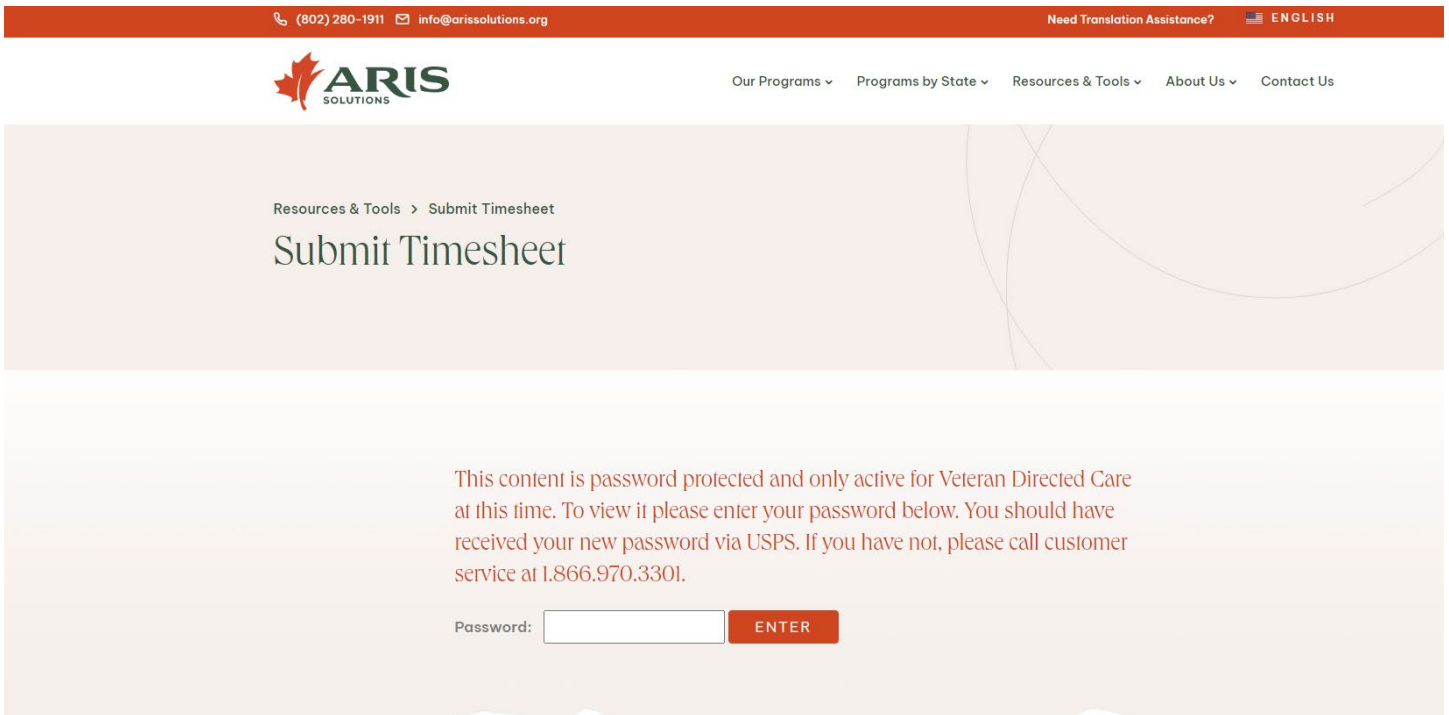 (802) 280-1911 info@arissolutions.org Need Translation Assistance? ENGLISH
ARIS
SOLUTIONS
Our Programs Programs by State Resources & Tools About Us Contact Us
Resources & Tools > Submit Timesheet
Submit Timesheet
This content is password protected and only active for Veteran Directed Care
at this time. To view it please enter your password below. You should have
received your new password via USPS. If you have not, please call customer
service at 1.866.970.3301.
Password: ENTER